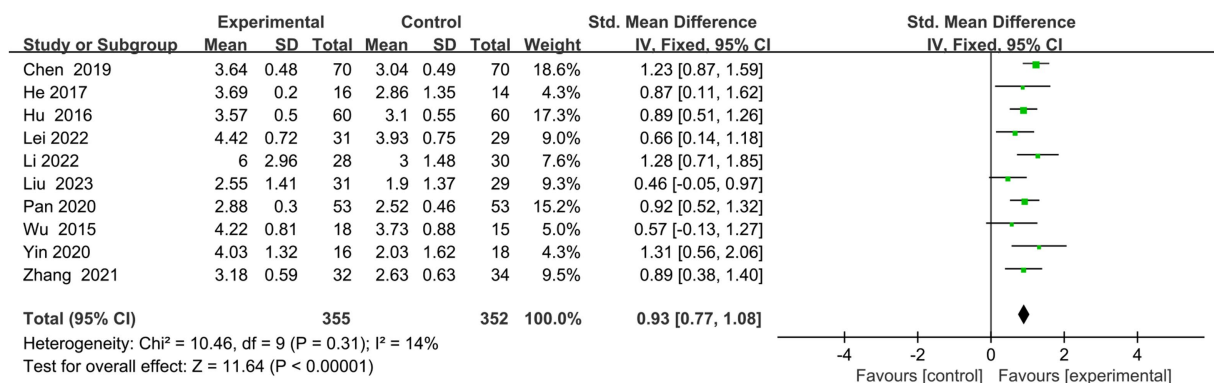 Experimental Control Std. Mean Difference Std. Mean Difference
Study or Subgroup Mean SD Total Mean SD Total Weight IV, Fixed, 95% CI IV, Fixed, 95% CI
Chen 2019 3.64 0.48 70 3.04 0.49 70 18.6% 1.23 [0.87, 1.59]
He 2017 3.69 0.2 16 2.86 1.35 14 4.3% 0.87 [0.11, 1.62]
Hu 2016 3.57 0.5 60 3.1 0.55 60 17.3% 0.89 [0.51, 1.26]
Lei 2022 4.42 0.72 31 3.93 0.75 29 9.0% 0.66 [0.14, 1.18]
Li 2022 6 2.96 28 3 1.48 30 7.6% 1.28 [0.71, 1.85]
Liu 2023 2.55 1.41 31 1.9 1.37 29 9.3% 0.46 [-0.05, 0.97]
Pan 2020 2.88 0.3 53 2.52 0.46 53 15.2% 0.92 [0.52, 1.32]
Wu 2015 4.22 0.81 18 3.73 0.88 15 5.0% 0.57 [-0.13, 1.27]
Yin 2020 4.03 1.32 16 2.03 1.62 18 4.3% 1.31 [0.56, 2.06]
Zhang 2021 3.18 0.59 32 2.63 0.63 34 9.5% 0.89 [0.38, 1.40]
Total (95% CI) 355 352 100.0% 0.93 [0.77, 1.08]
Heterogeneity: Chi² = 10.46, df = 9 (P = 0.31); I² = 14%
Test for overall effect: Z = 11.64 (P < 0.00001)
-4 -2 0 2 4
Favours [control] Favours [experimental]